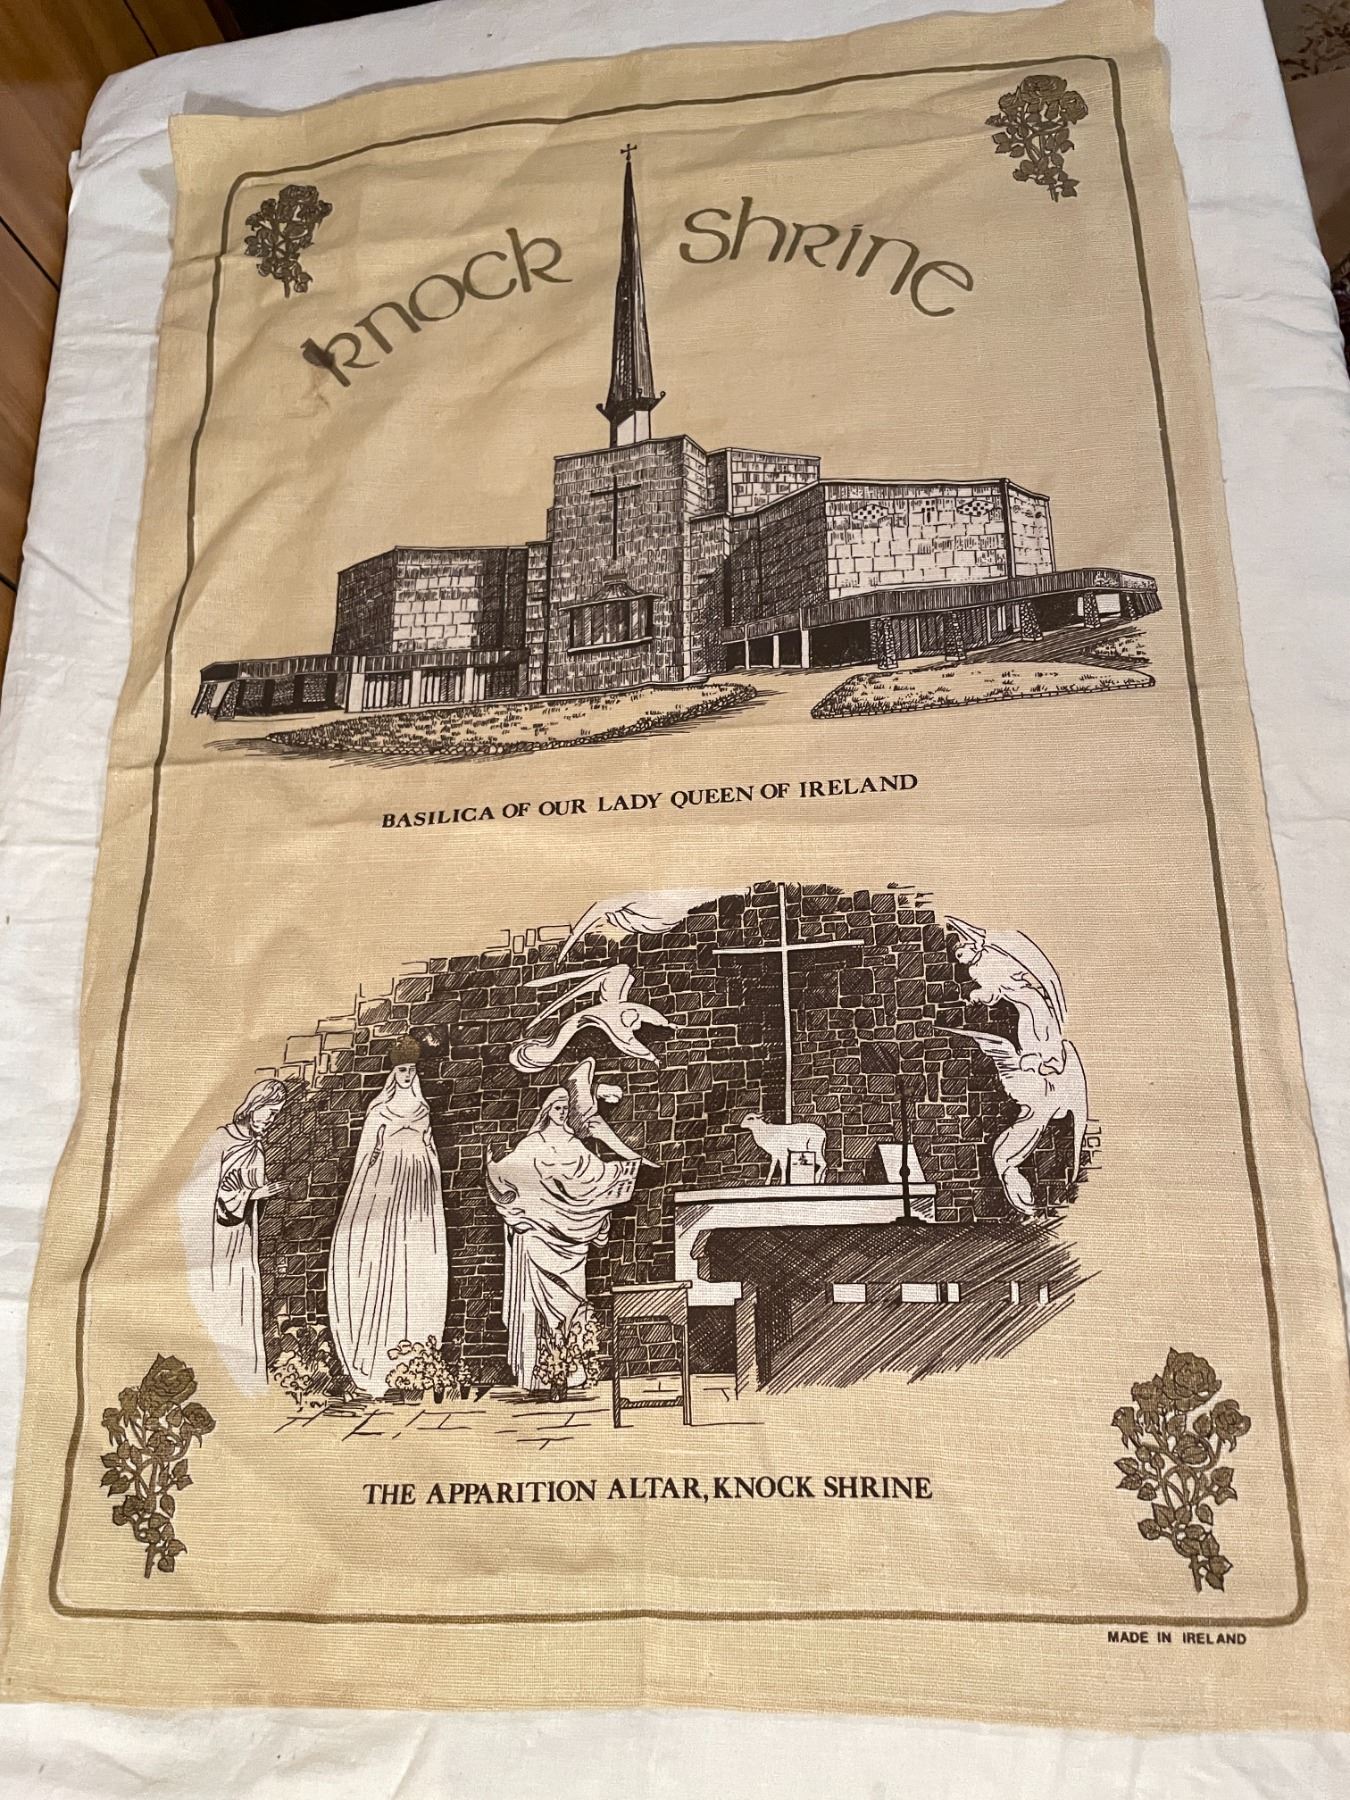 knock shrine
BASILICA OF OUR LADY QUEEN OF IRELAND
THE APPARITION ALTAR, KNOCK SHRINE
MADE IN IRELAND